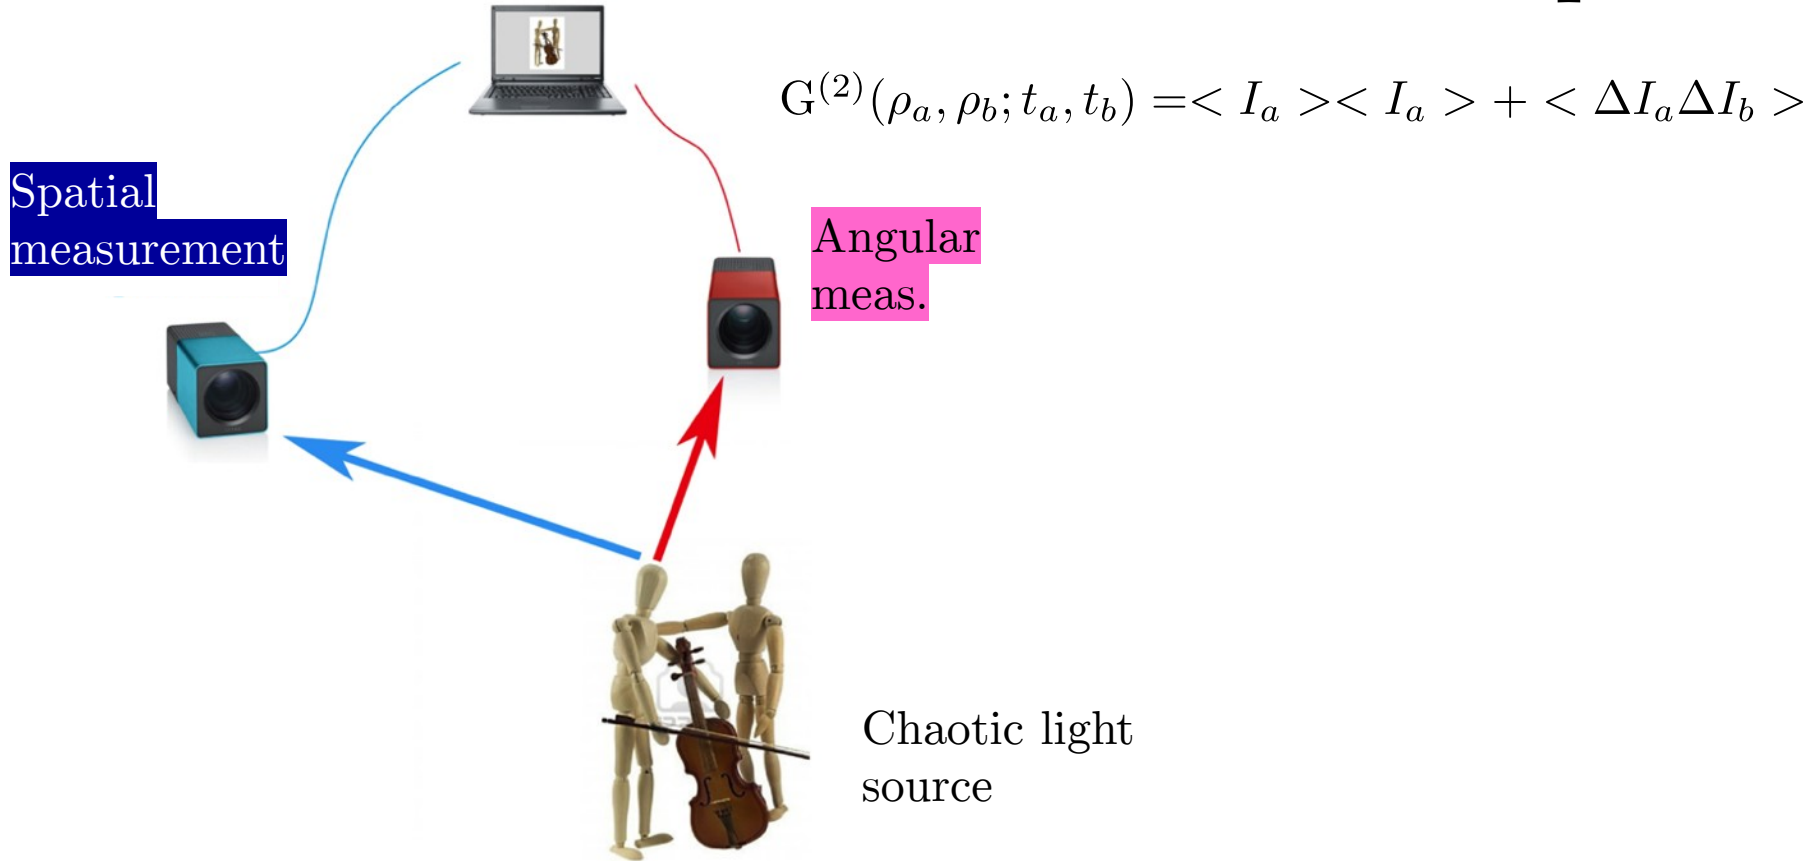 G^{(2)}(ρ_a, ρ_b; t_a, t_b) =< I_a >< I_a > + < ΔI_aΔI_b >
Spatial
measurement
Angular
meas.
Chaotic light
source